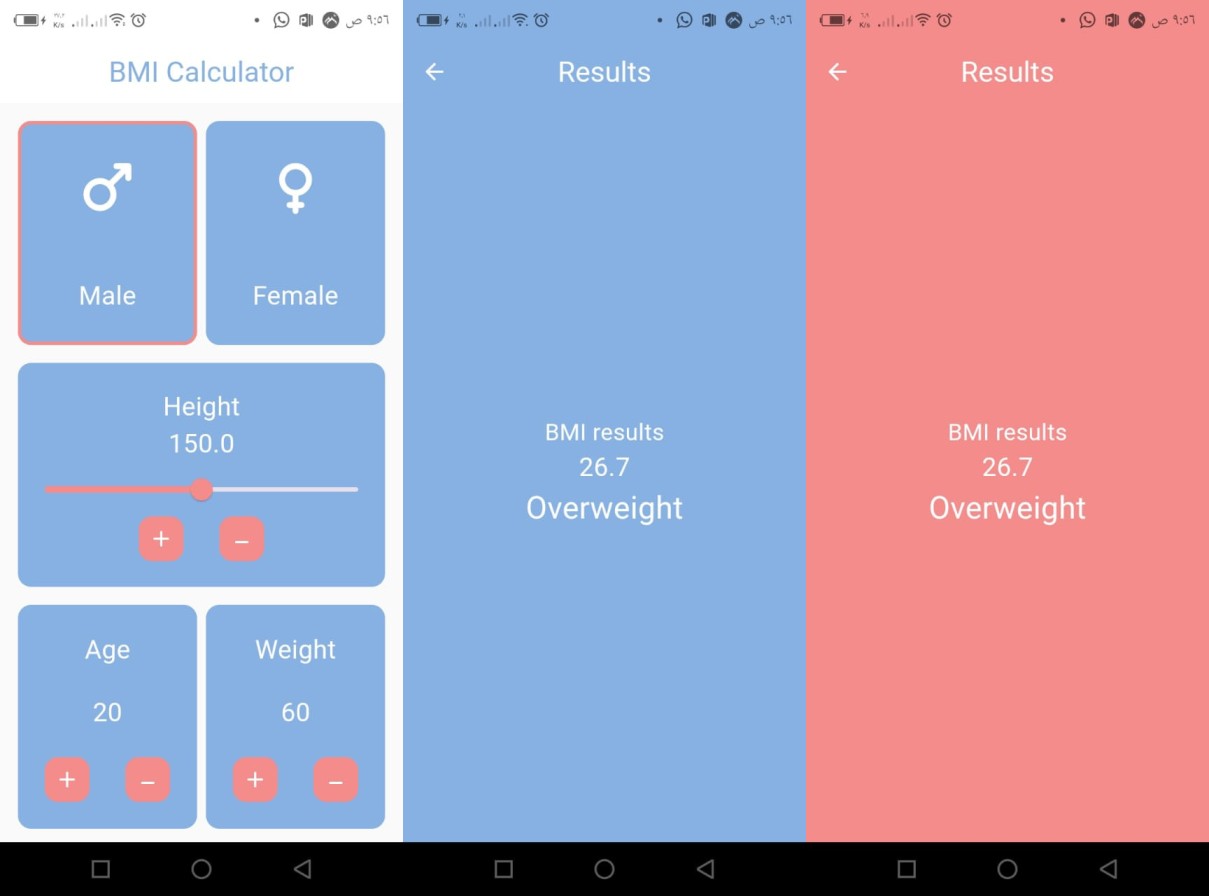 ٩:٥٦ ص
BMI Calculator
Male
Female
Height
150.0
+
–
Age
20
+
–
Weight
60
+
–
٩:٥٦ ص
Results
BMI results
26.7
Overweight
٩:٥٦ ص
Results
BMI results
26.7
Overweight